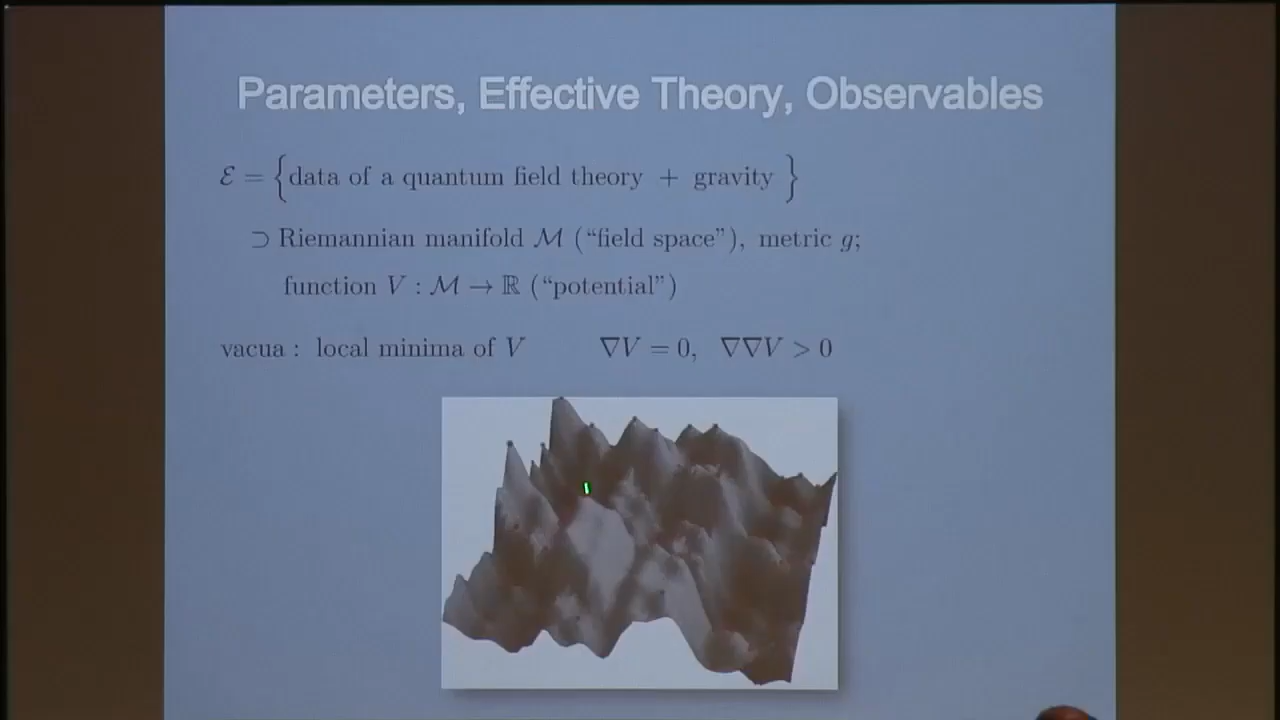 Parameters, Effective Theory, Observables
ℰ = {data of a quantum field theory + gravity }
⊃ Riemannian manifold ℳ (“field space”), metric g;
function V : ℳ → ℝ (“potential”)
vacua : local minima of V ∇V = 0, ∇∇V > 0